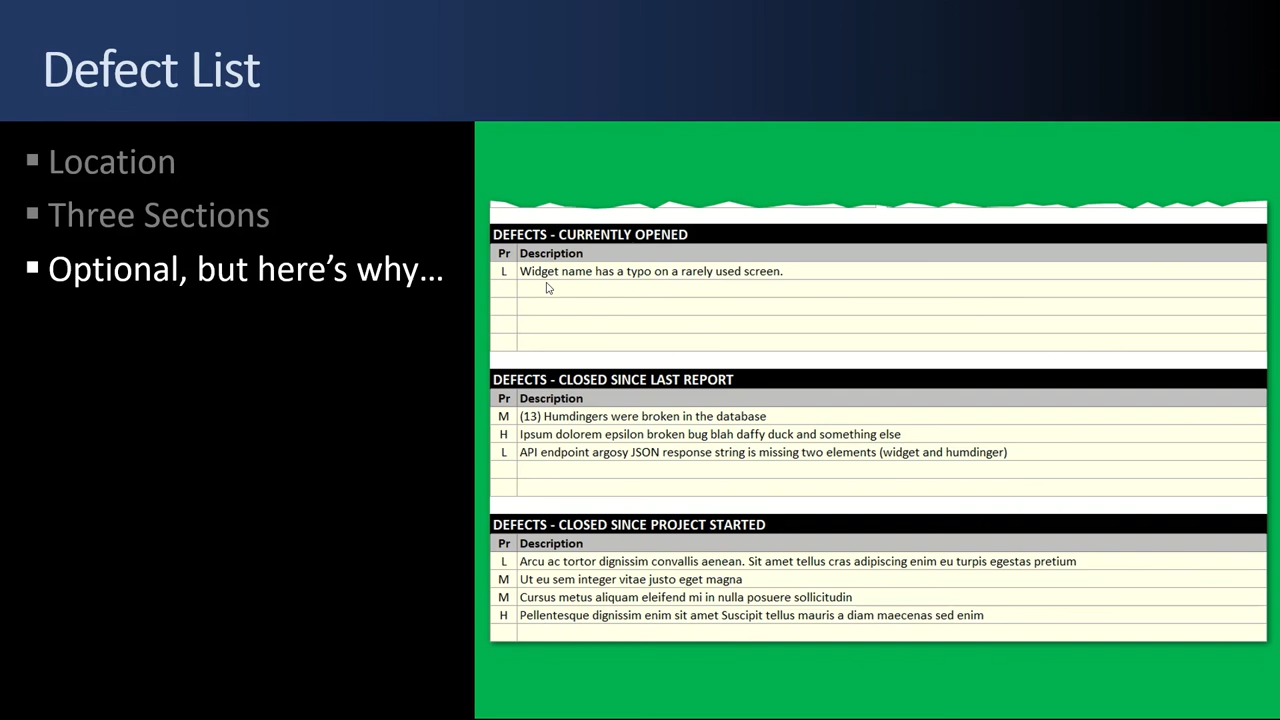 Defect List
▪ Location
▪ Three Sections
▪ Optional, but here's why...
DEFECTS - CURRENTLY OPENED
Pr Description
L Widget name has a typo on a rarely used screen.
DEFECTS - CLOSED SINCE LAST REPORT
Pr Description
M (13) Humdingers were broken in the database
H Ipsum dolorem epsilon broken bug blah daffy duck and something else
L API endpoint argosy JSON response string is missing two elements (widget and humdinger)
DEFECTS - CLOSED SINCE PROJECT STARTED
Pr Description
L Arcu ac tortor dignissim convallis aenean. Sit amet tellus cras adipiscing enim eu turpis egestas pretium
M Ut eu sem integer vitae justo eget magna
M Cursus metus aliquam eleifend mi in nulla posuere sollicitudin
H Pellentesque dignissim enim sit amet Suscipit tellus mauris a diam maecenas sed enim